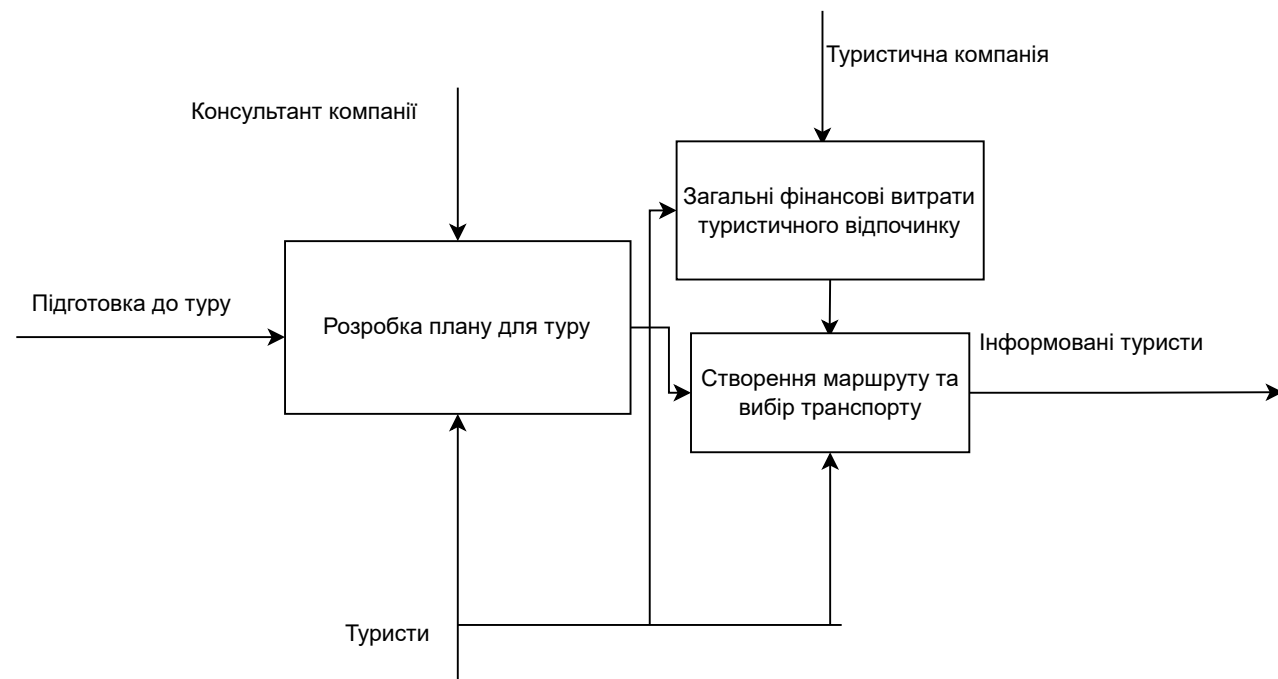 Туристична компанія
Консультант компанії
Загальні фінансові витрати
туристичного відпочинку
Підготовка до туру
Розробка плану для туру
Інформовані туристи
Створення маршруту та
вибір транспорту
Туристи